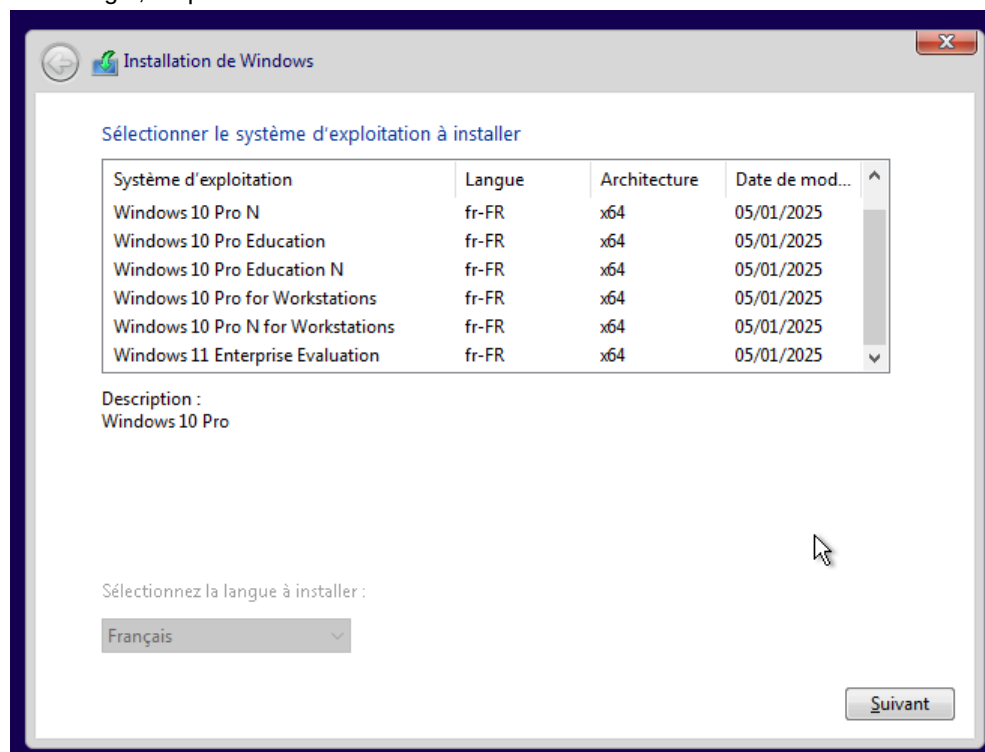 Installation de Windows
Sélectionner le système d'exploitation à installer
Système d'exploitation Langue Architecture Date de mod...
Windows 10 Pro N fr-FR x64 05/01/2025
Windows 10 Pro Education fr-FR x64 05/01/2025
Windows 10 Pro Education N fr-FR x64 05/01/2025
Windows 10 Pro for Workstations fr-FR x64 05/01/2025
Windows 10 Pro N for Workstations fr-FR x64 05/01/2025
Windows 11 Enterprise Evaluation fr-FR x64 05/01/2025
Description :
Windows 10 Pro
Sélectionnez la langue à installer :
Français
Suivant